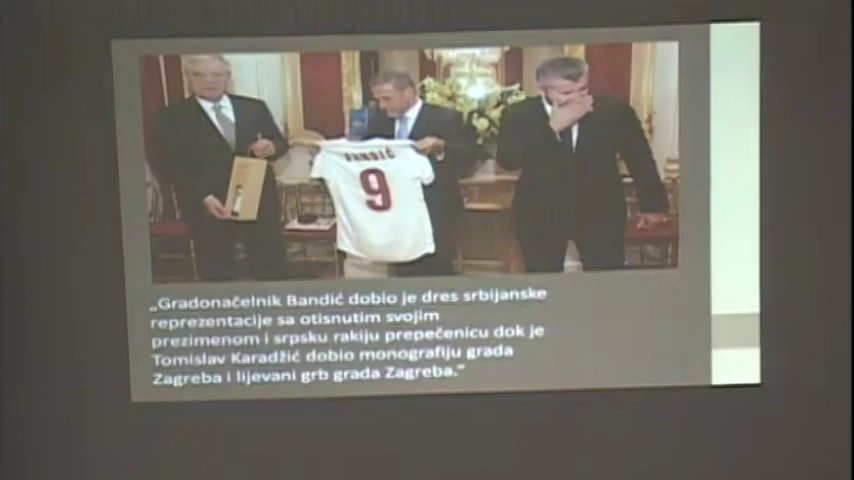 BANDIĆ
9
„Gradonačelnik Bandić dobio je dres srbijanske
reprezentacije sa otisnutim svojim
prezimenom i srpsku rakiju prepečenicu dok je
Tomislav Karadžić dobio monografiju grada
Zagreba i lijevani grb grada Zagreba.“